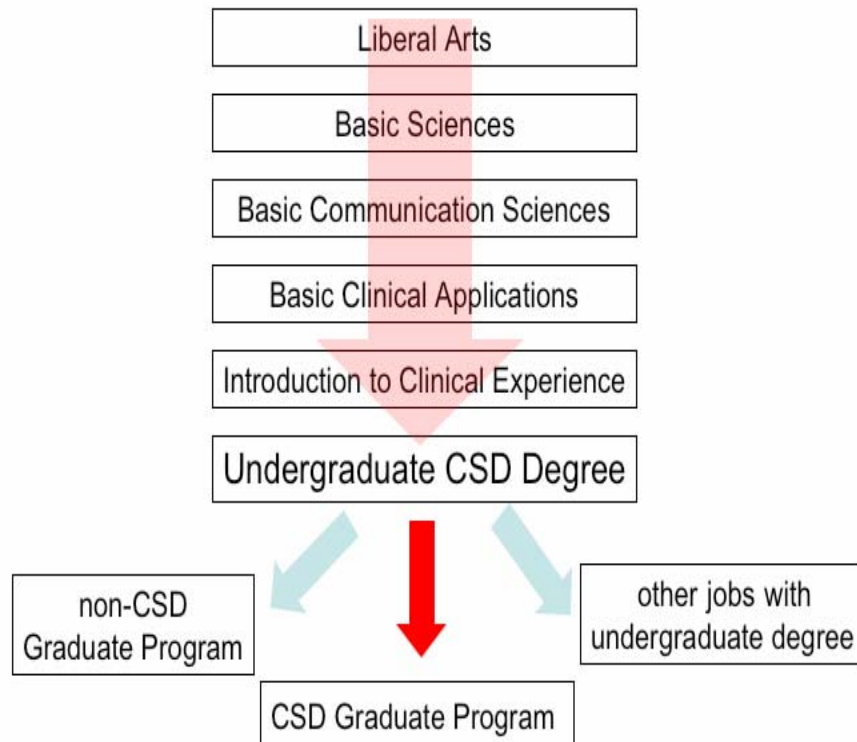 Liberal Arts
Basic Sciences
Basic Communication Sciences
Basic Clinical Applications
Introduction to Clinical Experience
Undergraduate CSD Degree
non-CSD
Graduate Program
other jobs with
undergraduate degree
CSD Graduate Program